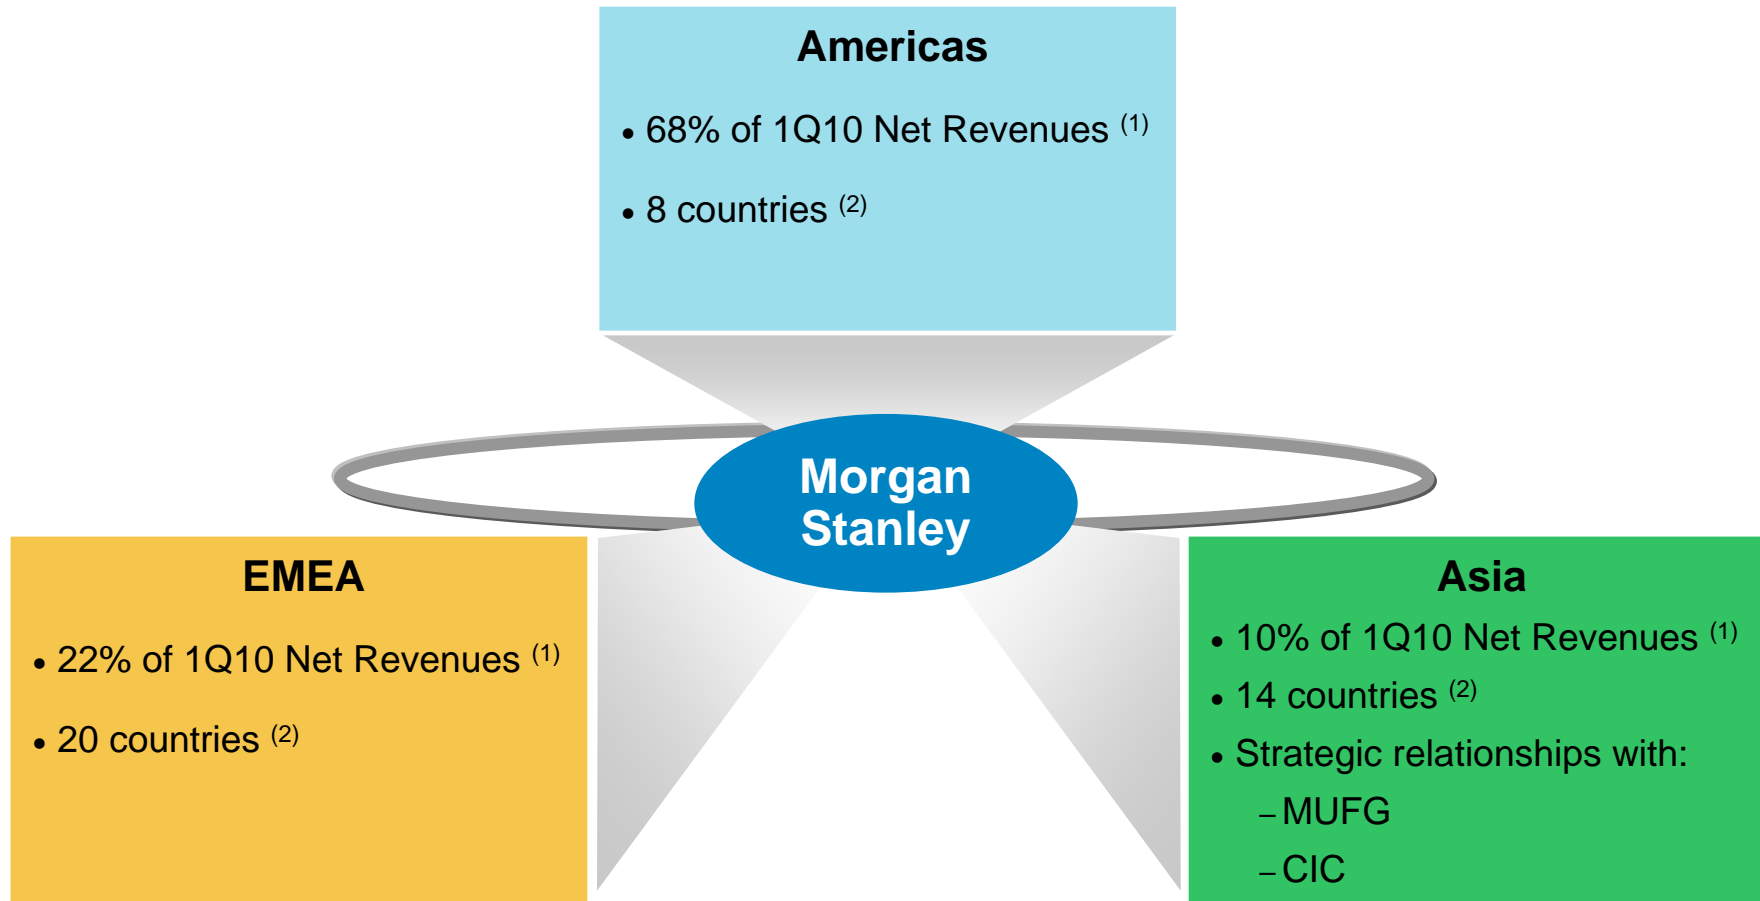 Americas
• 68% of 1Q10 Net Revenues (1)
• 8 countries (2)
Morgan
Stanley
EMEA
• 22% of 1Q10 Net Revenues (1)
• 20 countries (2)
Asia
• 10% of 1Q10 Net Revenues (1)
• 14 countries (2)
• Strategic relationships with:
– MUFG
– CIC